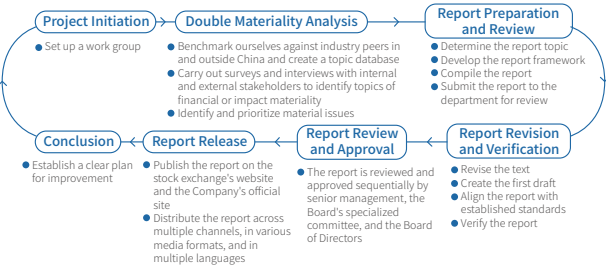 Project Initiation
● Set up a work group
Double Materiality Analysis
● Benchmark ourselves against industry peers in
and outside China and create a topic database
● Carry out surveys and interviews with internal
and external stakeholders to identify topics of
financial or impact materiality
● Identify and prioritize material issues
Report Preparation
and Review
● Determine the report topic
● Develop the report framework
● Compile the report
● Submit the report to the
department for review
Report Revision
and Verification
● Revise the text
● Create the first draft
● Align the report with
established standards
● Verify the report
Report Review
and Approval
● The report is reviewed and
approved sequentially by
senior management, the
Board's specialized
committee, and the Board
of Directors
Report Release
● Publish the report on the
stock exchange's website
and the Company's official
site
● Distribute the report across
multiple channels, in various
media formats, and in
multiple languages
Conclusion
● Establish a clear plan
for improvement